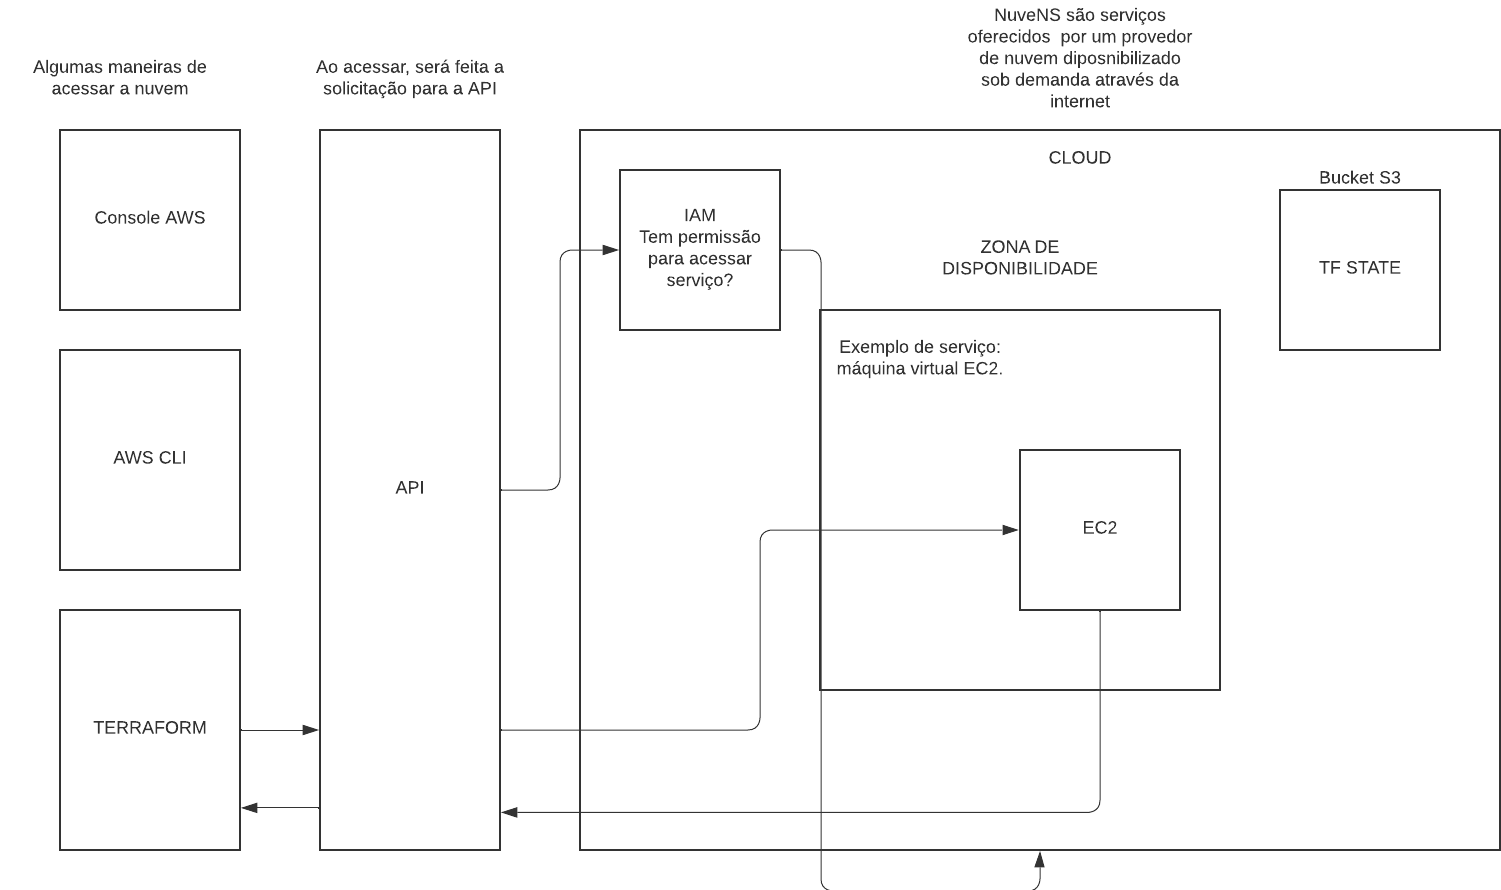 Algumas maneiras de
acessar a nuvem
Ao acessar, será feita a
solicitação para a API
NuveNS são serviços
oferecidos  por um provedor
de nuvem diposnibilizado
sob demanda através da
internet
Console AWS
AWS CLI
TERRAFORM
API
CLOUD
IAM
Tem permissão
para acessar
serviço?
ZONA DE
DISPONIBILIDADE
Exemplo de serviço:
máquina virtual EC2.
EC2
Bucket S3
TF STATE